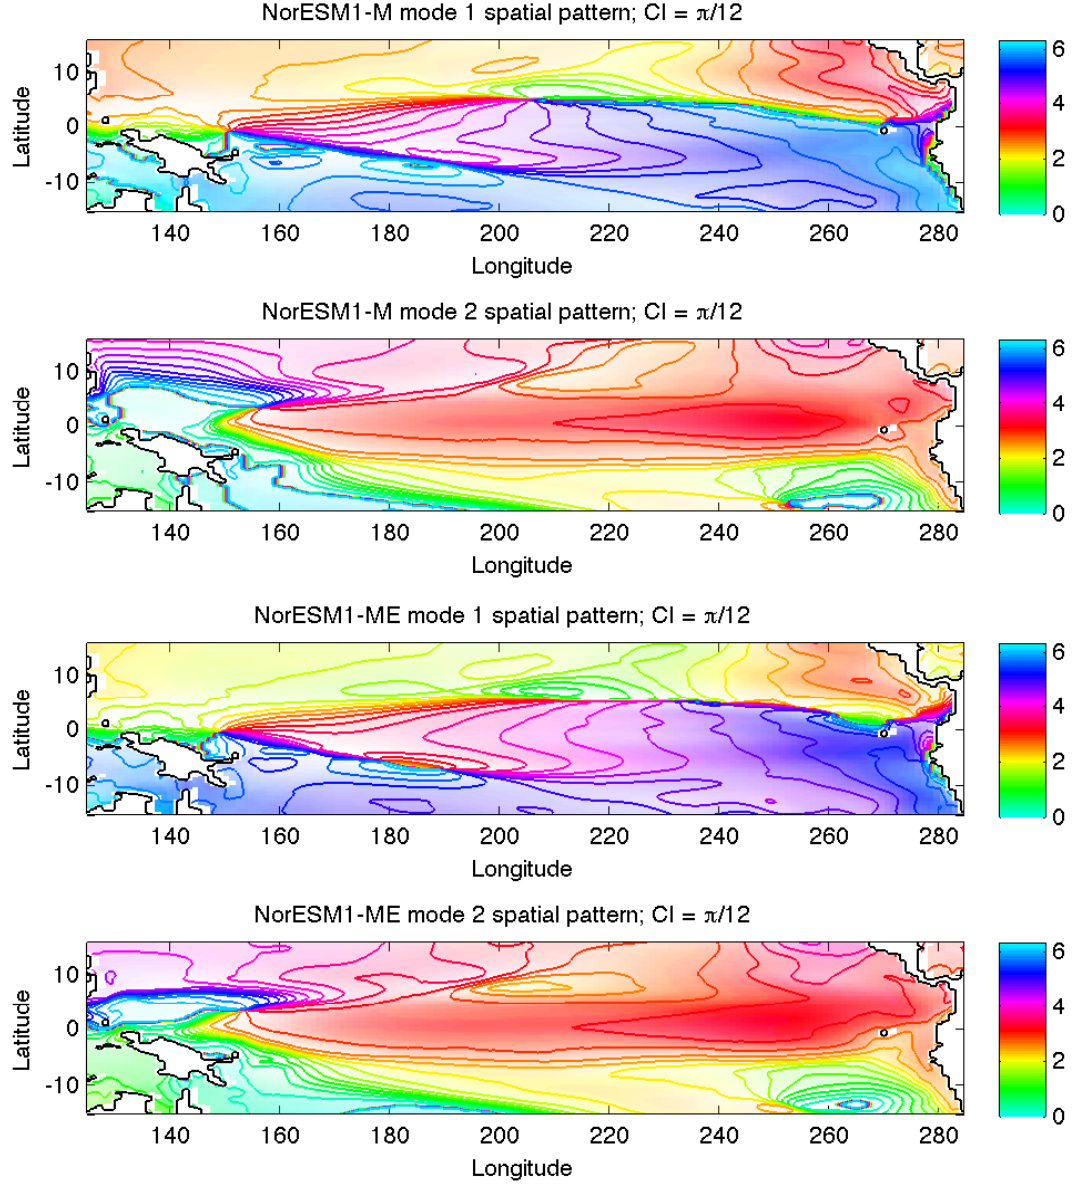 NorESM1-M mode 1 spatial pattern; CI = π/12
Latitude
10
0
-10
140 160 180 200 220 240 260 280
Longitude
6
4
2
0
NorESM1-M mode 2 spatial pattern; CI = π/12
Latitude
10
0
-10
140 160 180 200 220 240 260 280
Longitude
6
4
2
0
NorESM1-ME mode 1 spatial pattern; CI = π/12
Latitude
10
0
-10
140 160 180 200 220 240 260 280
Longitude
6
4
2
0
NorESM1-ME mode 2 spatial pattern; CI = π/12
Latitude
10
0
-10
140 160 180 200 220 240 260 280
Longitude
6
4
2
0